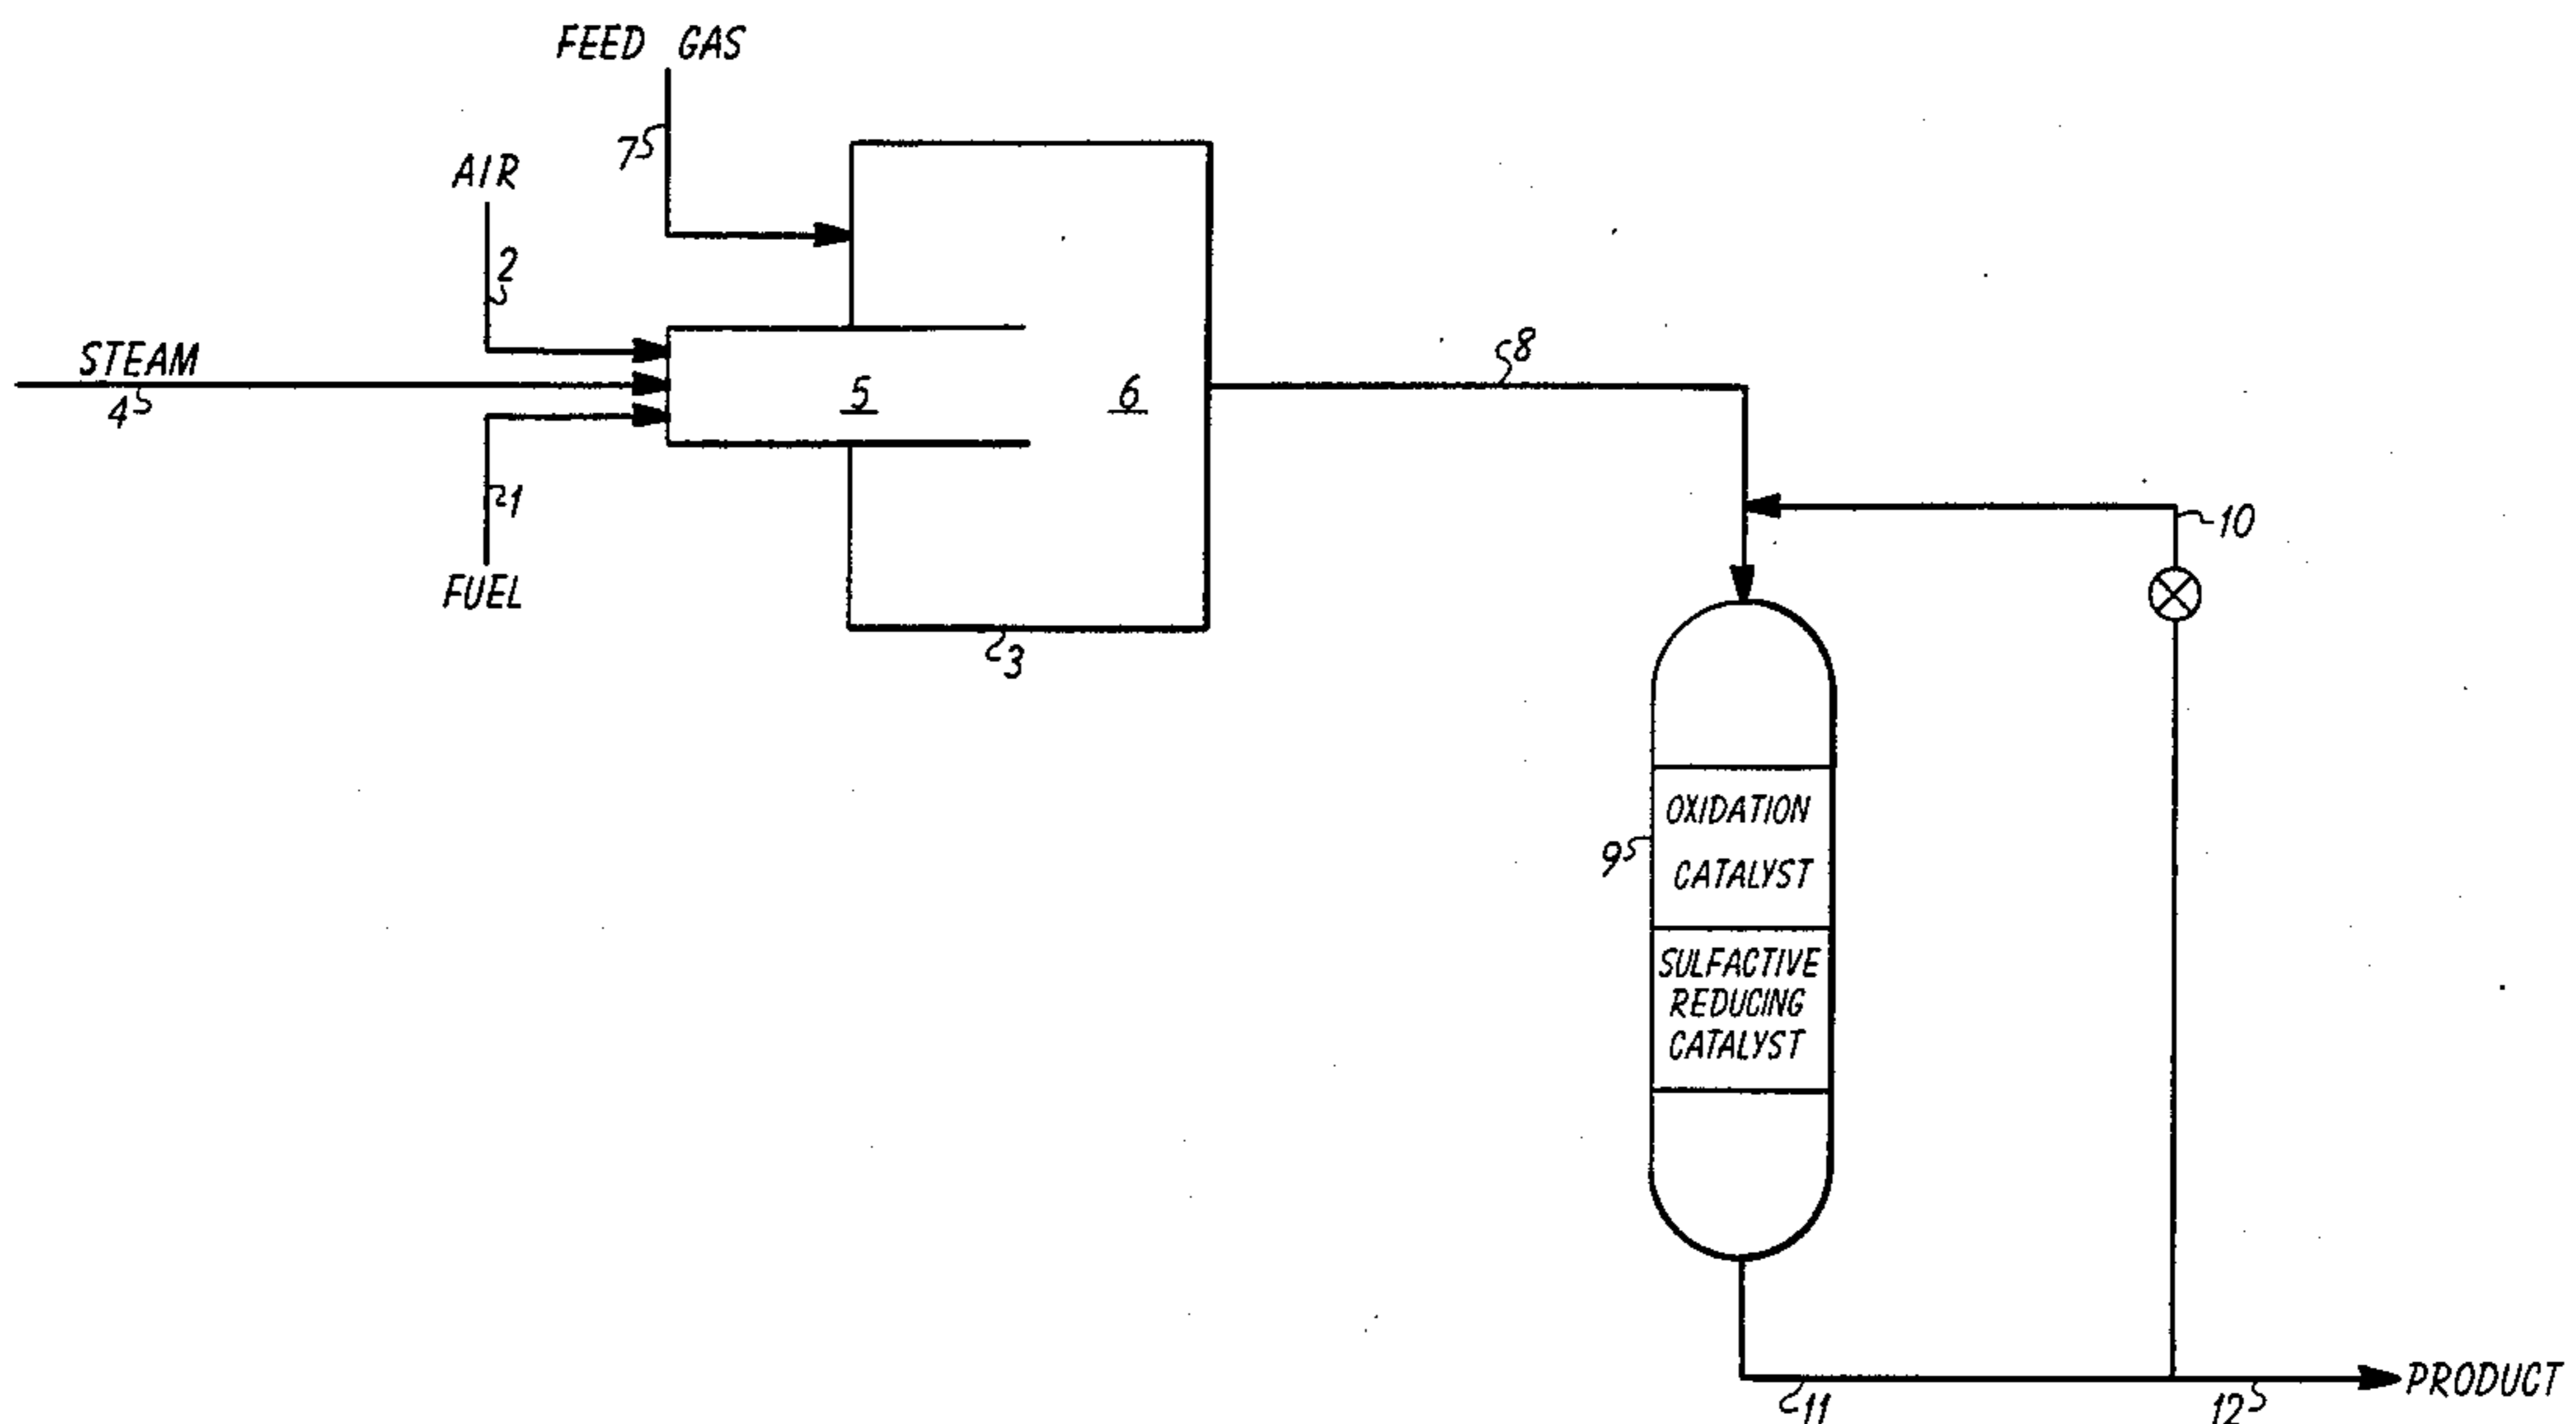 FEED GAS
7
AIR
2
STEAM
4
5
6
8
1
FUEL
3
10
OXIDATION
CATALYST
9
SULFACTIVE
REDUCING
CATALYST
PRODUCT
11
12